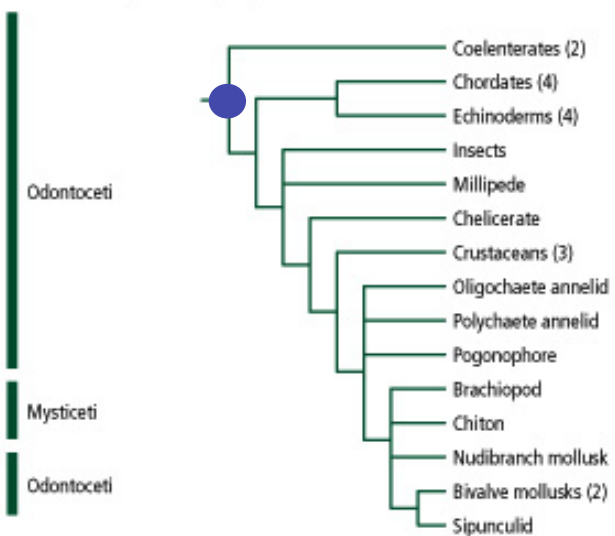 Odontoceti
Mysticeti
Odontoceti
Coelenterates (2)
Chordates (4)
Echinoderms (4)
Insects
Millipede
Chelicerate
Crustaceans (3)
Oligochaete annelid
Polychaete annelid
Pogonophore
Brachiopod
Chiton
Nudibranch mollusk
Bivalve mollusks (2)
Sipunculid